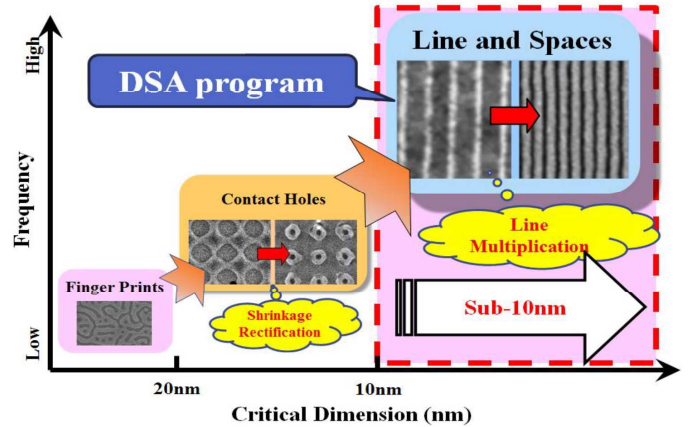 High
Line and Spaces
DSA program
Contact Holes
Frequency
Line
Multiplication
Finger Prints
Shrinkage
Rectification
Sub-10nm
Low
20nm
10nm
Critical Dimension (nm)